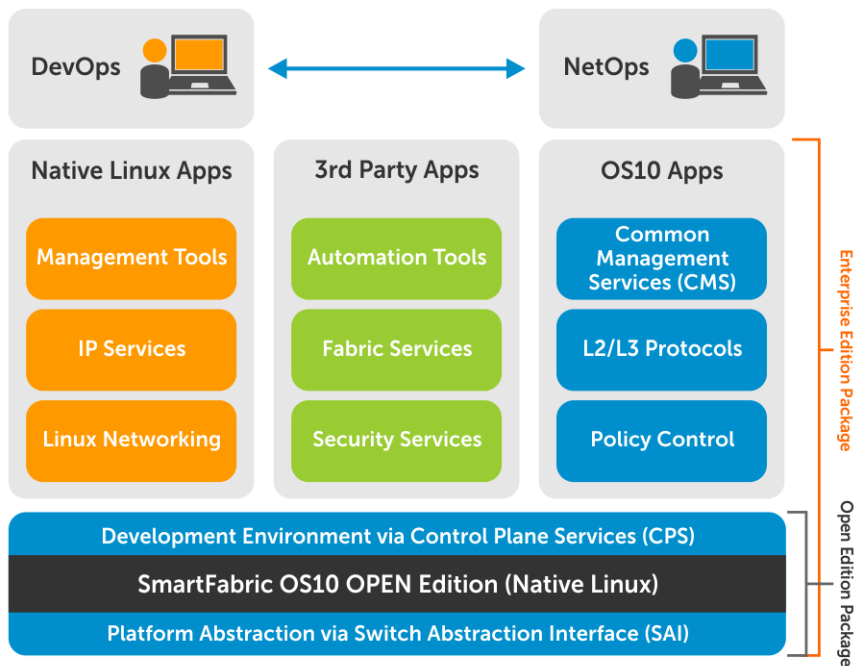 DevOps
NetOps
Native Linux Apps
3rd Party Apps
OS10 Apps
Management Tools
Automation Tools
Common
Management
Services (CMS)
IP Services
Fabric Services
L2/L3 Protocols
Linux Networking
Security Services
Policy Control
Enterprise Edition Package
Development Environment via Control Plane Services (CPS)
SmartFabric OS10 OPEN Edition (Native Linux)
Platform Abstraction via Switch Abstraction Interface (SAI)
Open Edition Package